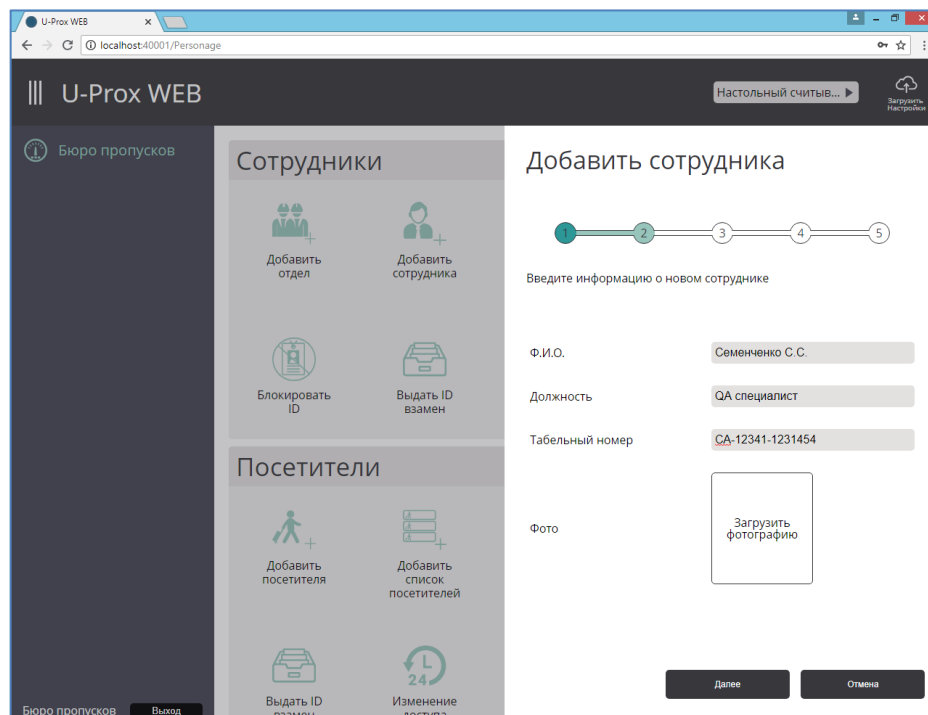 U-Prox WEB
localhost:40001/Personage
U-Prox WEB
Настольный считыв...
Загрузить
Настройки
Бюро пропусков
Сотрудники
Добавить
отдел
Добавить
сотрудника
Блокировать
ID
Выдать ID
взамен
Посетители
Добавить
посетителя
Добавить
список
посетителей
Выдать ID
взамен
24
Изменение
доступа
Бюро пропусков
Выход
Добавить сотрудника
1 2 3 4 5
Введите информацию о новом сотруднике
Ф.И.О. Семенченко С.С.
Должность QA специалист
Табельный номер CA-12341-1231454
Фото
Загрузить
фотографию
Далее Отмена